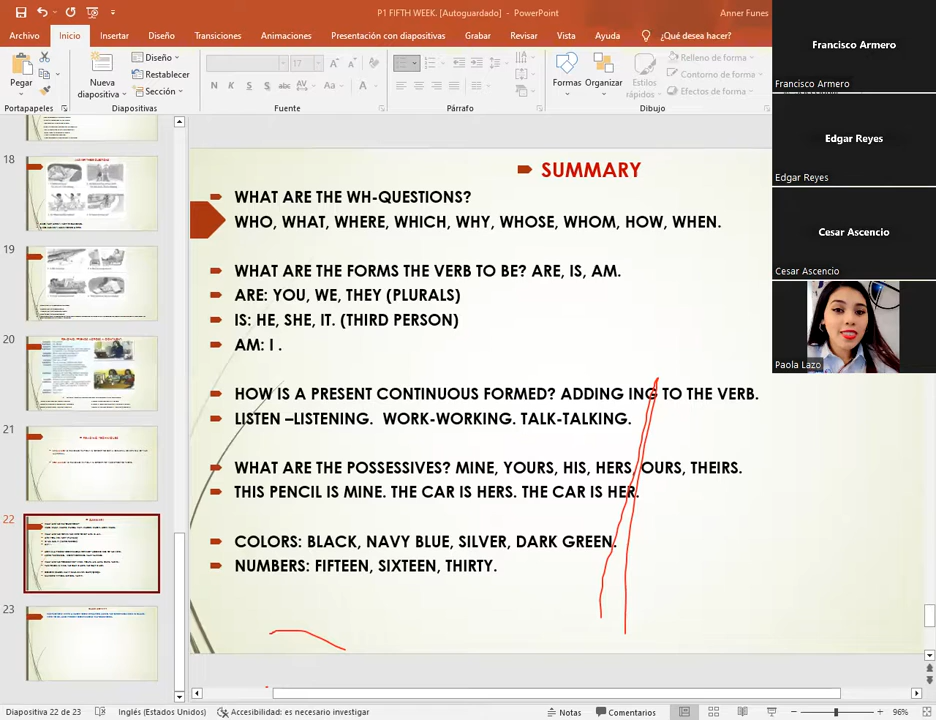 P1 FIFTH WEEK. [Autoguardado] - PowerPoint
Anner Funes
Archivo Inicio Insertar Diseño Transiciones Animaciones Presentación con diapositivas Grabar Revisar Vista Ayuda ¿Qué desea hacer?
Pegar
Nueva diapositiva
Diseño
Restablecer
Sección
17
N K S S abc AV Aa A
Formas
Organizar
Estilos rápidos
Relleno de forma
Contorno de forma
Efectos de forma
Portapapeles Diapositivas Fuente Párrafo Dibujo
Francisco Armero
Francisco Armero
Edgar Reyes
Edgar Reyes
Cesar Ascencio
Cesar Ascencio
Paola Lazo
18
19
20
21
22
23
SUMMARY
WHAT ARE THE WH-QUESTIONS?
WHO, WHAT, WHERE, WHICH, WHY, WHOSE, WHOM, HOW, WHEN.
WHAT ARE THE FORMS THE VERB TO BE? ARE, IS, AM.
ARE: YOU, WE, THEY (PLURALS)
IS: HE, SHE, IT. (THIRD PERSON)
AM: I .
HOW IS A PRESENT CONTINUOUS FORMED? ADDING ING TO THE VERB.
LISTEN –LISTENING. WORK-WORKING. TALK-TALKING.
WHAT ARE THE POSSESSIVES? MINE, YOURS, HIS, HERS, OURS, THEIRS.
THIS PENCIL IS MINE. THE CAR IS HERS. THE CAR IS HER.
COLORS: BLACK, NAVY BLUE, SILVER, DARK GREEN.
NUMBERS: FIFTEEN, SIXTEEN, THIRTY.
Diapositiva 22 de 23 Inglés (Estados Unidos) Accesibilidad: es necesario investigar Notas Comentarios 96%